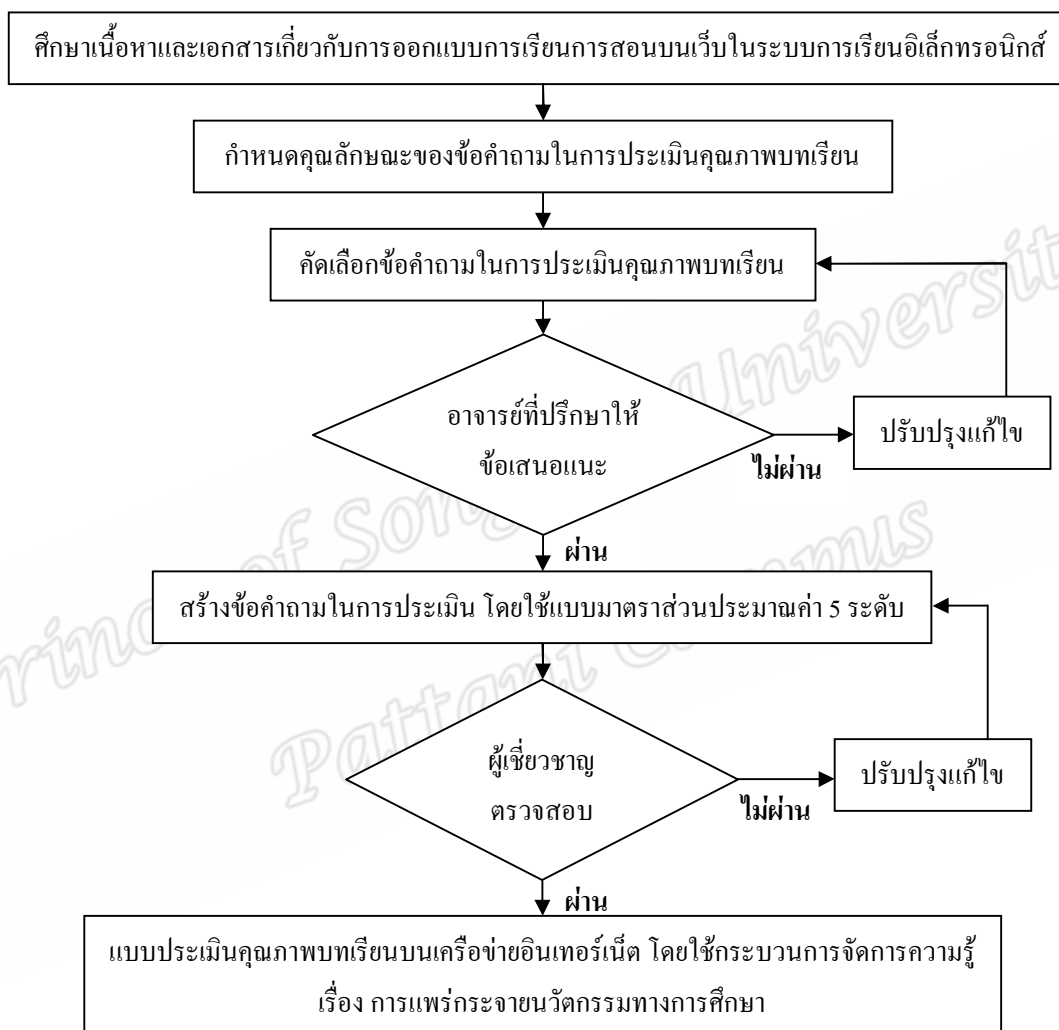 ศึกษาเนื้อหาและเอกสารเกี่ยวกับการออกแบบการเรียนการสอนบนเว็บในระบบการเรียนอิเล็กทรอนิกส์
กำหนดคุณลักษณะของข้อคำถามในการประเมินคุณภาพบทเรียน
คัดเลือกข้อคำถามในการประเมินคุณภาพบทเรียน
อาจารย์ที่ปรึกษาให้
ข้อเสนอแนะ
ไม่ผ่าน
ปรับปรุงแก้ไข
ผ่าน
สร้างข้อคำถามในการประเมิน โดยใช้แบบมาตราส่วนประมาณค่า 5 ระดับ
ผู้เชี่ยวชาญ
ตรวจสอบ
ไม่ผ่าน
ปรับปรุงแก้ไข
ผ่าน
แบบประเมินคุณภาพบทเรียนบนเครือข่ายอินเทอร์เน็ต โดยใช้กระบวนการจัดการความรู้
เรื่อง การแพร่กระจายนวัตกรรมทางการศึกษา
Pattani